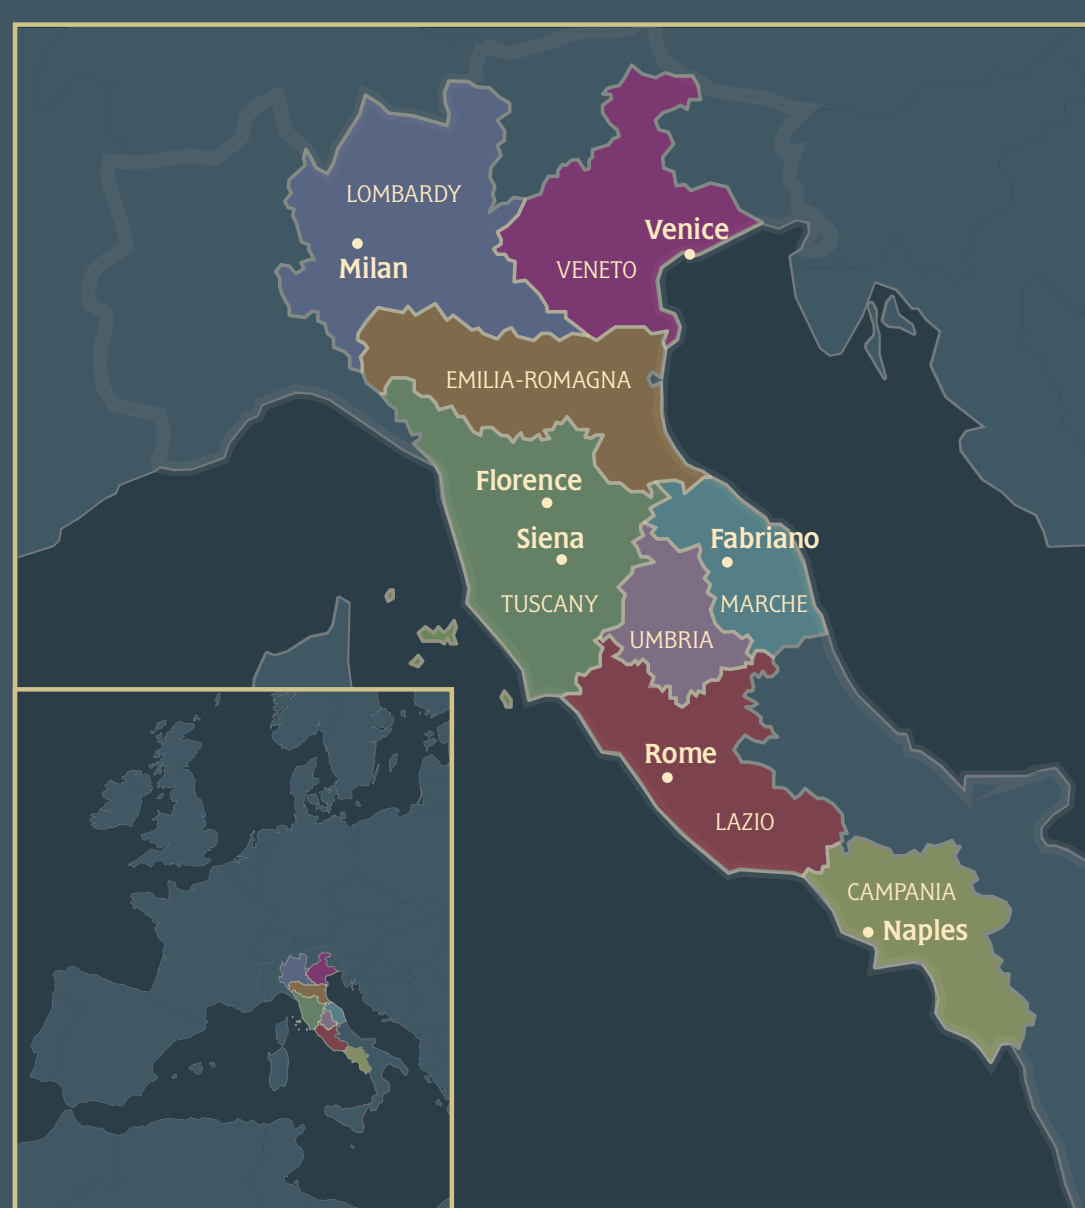 LOMBARDY
Milan
Venice
VENETO
EMILIA-ROMAGNA
Florence
Siena
Fabriano
TUSCANY
MARCHE
UMBRIA
Rome
LAZIO
CAMPANIA
Naples